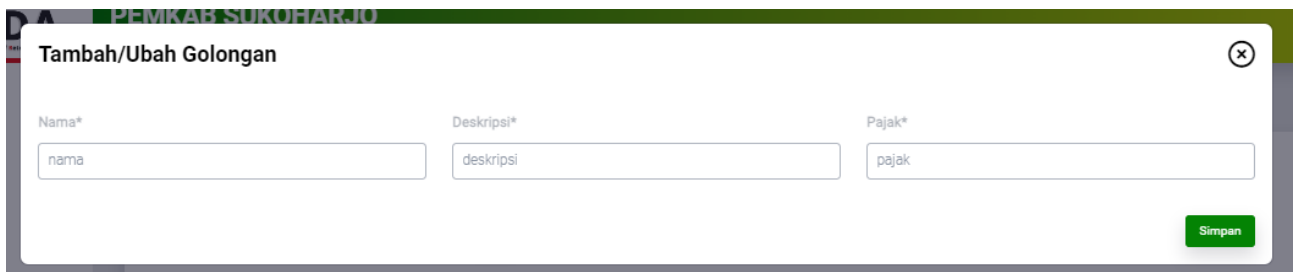 PEMKAB SUKOHARJO
Tambah/Ubah Golongan
Nama* Deskripsi* Pajak*
nama deskripsi pajak
Simpan